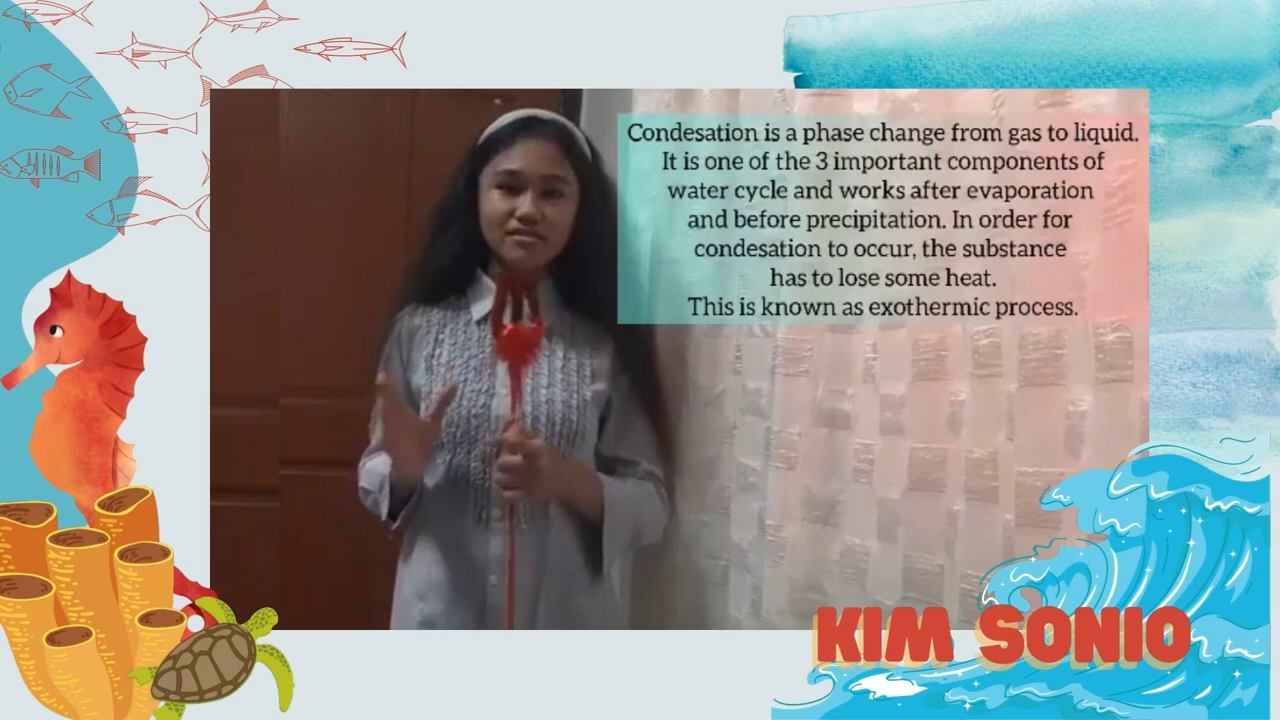 Condesation is a phase change from gas to liquid.
It is one of the 3 important components of
water cycle and works after evaporation
and before precipitation. In order for
condesation to occur, the substance
has to lose some heat.
This is known as exothermic process.
KIM SONIO